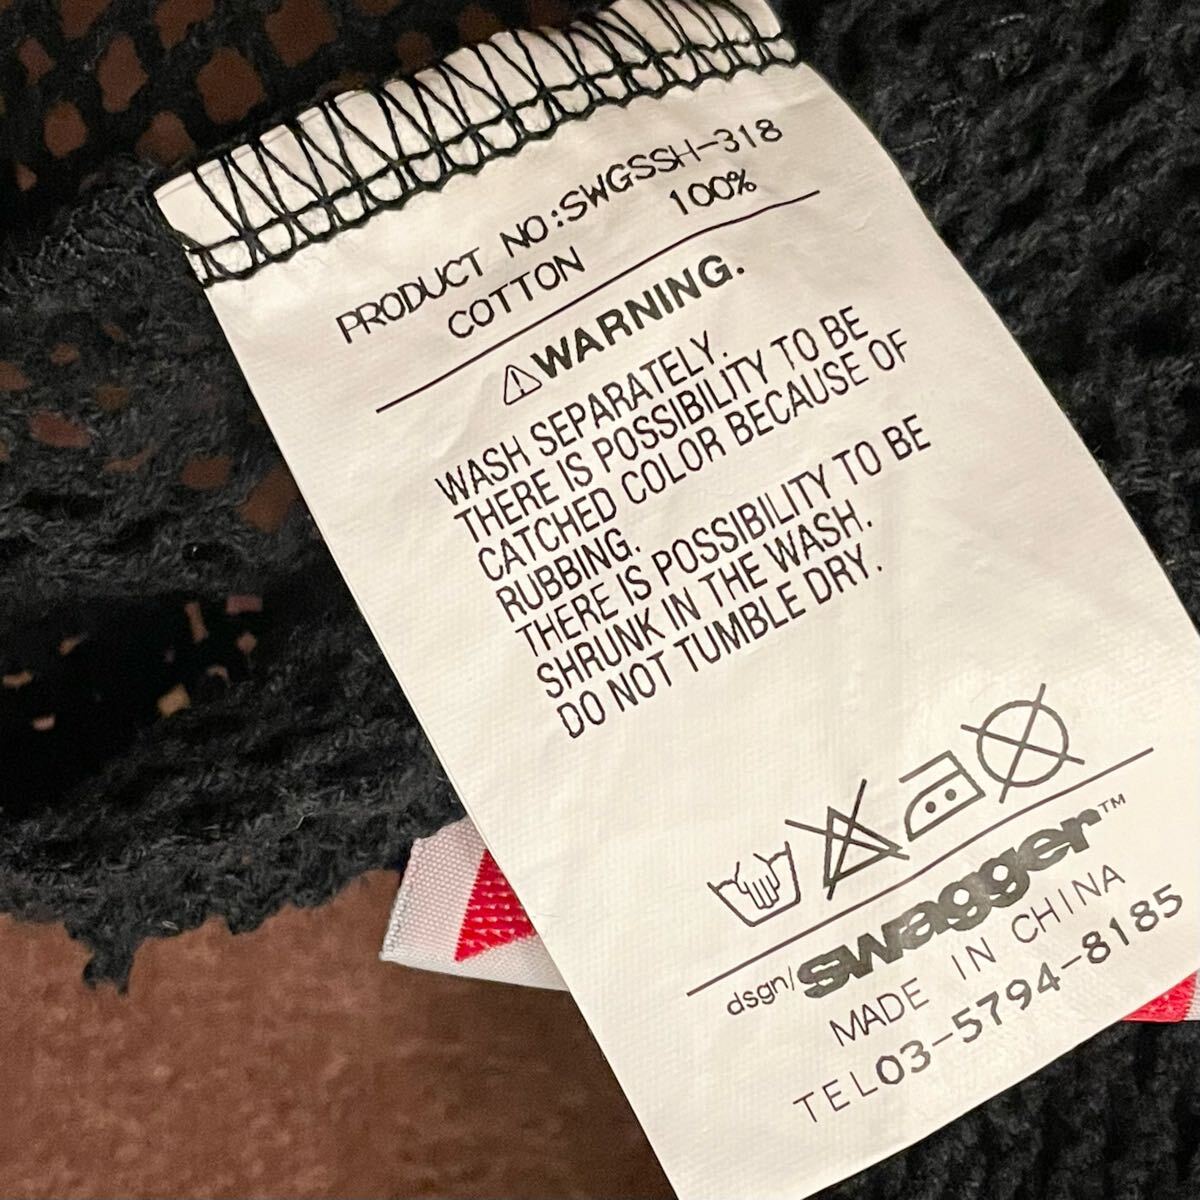 PRODUCT NO:SWGSSH-318
COTTON 100%
WARNING.
WASH SEPARATELY.
THERE IS POSSIBILITY TO BE
CATCHED COLOR BECAUSE OF
RUBBING.
THERE IS POSSIBILITY TO BE
SHRUNK IN THE WASH.
DO NOT TUMBLE DRY.
dsgn/swagger™
MADE IN CHINA
TEL03-5794-8185